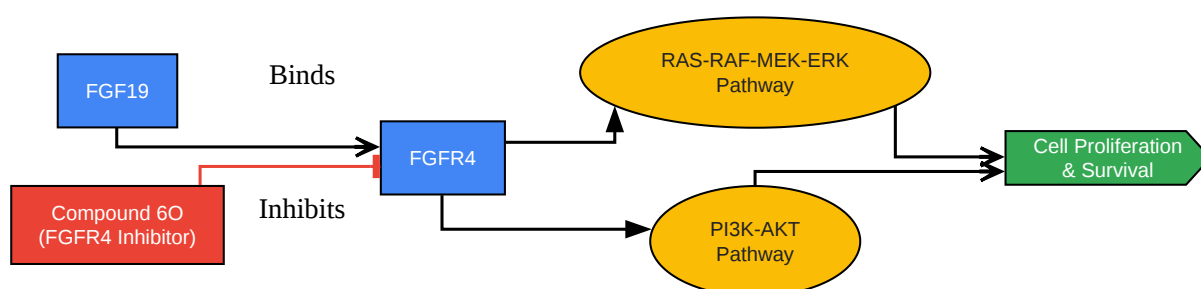 FGF19
Binds
RAS-RAF-MEK-ERK
Pathway
FGFR4
Cell Proliferation
& Survival
Compound 6O
(FGFR4 Inhibitor)
Inhibits
PI3K-AKT
Pathway